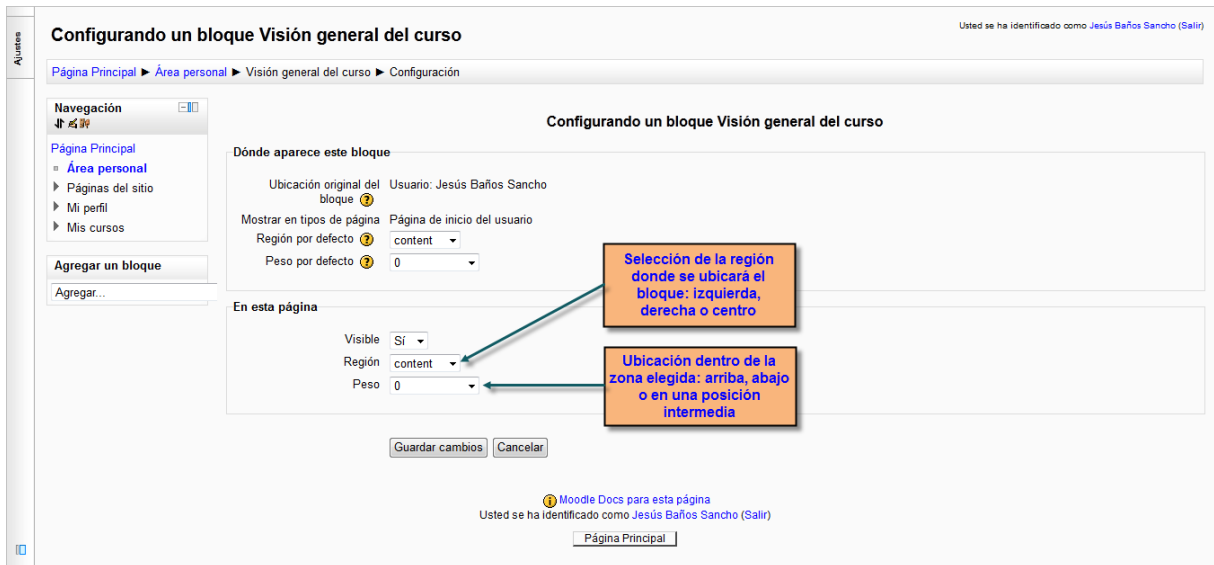 Ajustes
Configurando un bloque Visión general del curso
Usted se ha identificado como Jesús Baños Sancho (Salir)
Página Principal ► Área personal ► Visión general del curso ► Configuración
Navegación
Página Principal
Área personal
Páginas del sitio
Mi perfil
Mis cursos
Agregar un bloque
Agregar...
Configurando un bloque Visión general del curso
Dónde aparece este bloque
Ubicación original del bloque Usuario: Jesús Baños Sancho
Mostrar en tipos de página Página de inicio del usuario
Región por defecto content
Peso por defecto 0
Selección de la región
donde se ubicará el
bloque: izquierda,
derecha o centro
En esta página
Visible Sí
Región content
Peso 0
Ubicación dentro de la
zona elegida: arriba, abajo
o en una posición
intermedia
Guardar cambios Cancelar
Moodle Docs para esta página
Usted se ha identificado como Jesús Baños Sancho (Salir)
Página Principal